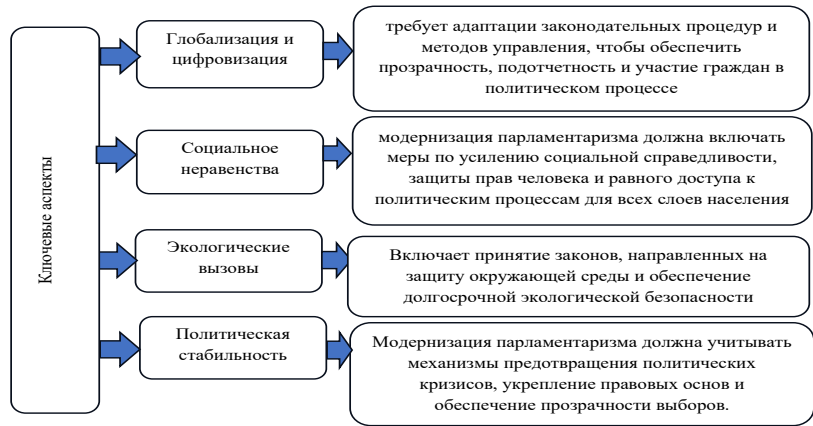 Ключевые аспекты
Глобализация и
цифровизация
требует адаптации законодательных процедур и
методов управления, чтобы обеспечить
прозрачность, подотчетность и участие граждан в
политическом процессе
Социальное
неравенства
модернизация парламентаризма должна включать
меры по усилению социальной справедливости,
защиты прав человека и равного доступа к
политическим процессам для всех слоев населения
Экологические
вызовы
Включает принятие законов, направленных на
защиту окружающей среды и обеспечение
долгосрочной экологической безопасности
Политическая
стабильность
Модернизация парламентаризма должна учитывать
механизмы предотвращения политических
кризисов, укрепление правовых основ и
обеспечение прозрачности выборов.